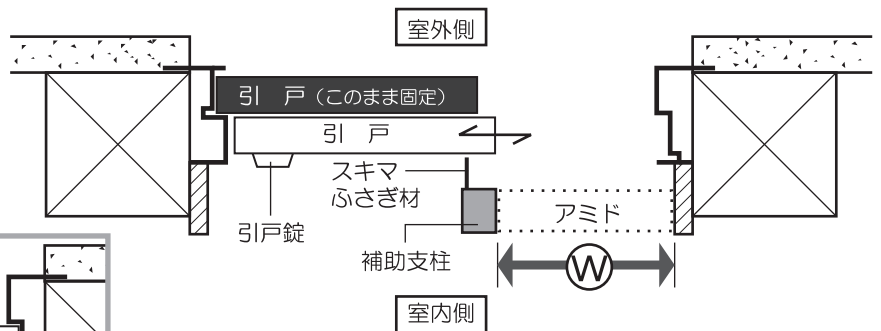 室外側
引 戸（このまま固定）
引 戸
スキマ
ふさぎ材
アミド
引戸錠
補助支柱
W
室内側